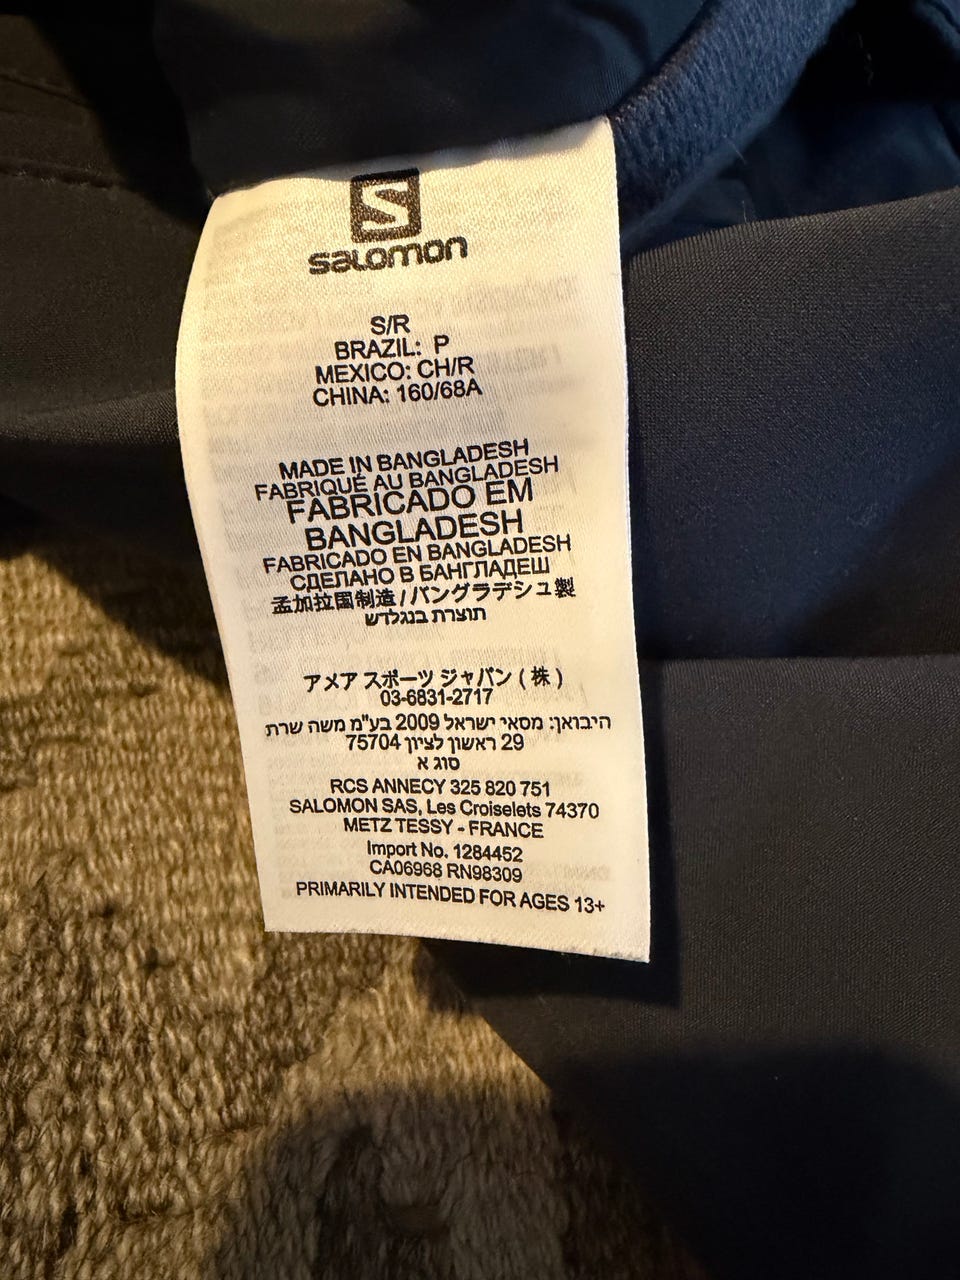 S
SALOMON
S/R
BRAZIL: P
MEXICO: CH/R
CHINA: 160/68A
MADE IN BANGLADESH
FABRIQUÉ AU BANGLADESH
FABRICADO EM
BANGLADESH
FABRICADO EN BANGLADESH
СДЕЛАНО В БАНГЛАДЕШ
孟加拉国制造/バングラデシュ製
תוצרת בנגלדש
アメア スポーツ ジャパン (株)
03-6831-2717
היבואן: מסאי ישראל 2009 בע"מ משה שרת
29 ראשון לציון 75704
סוג א
RCS ANNECY 325 820 751
SALOMON SAS, Les Croiselets 74370
METZ TESSY - FRANCE
Import No. 1284452
CA06968 RN98309
PRIMARILY INTENDED FOR AGES 13+